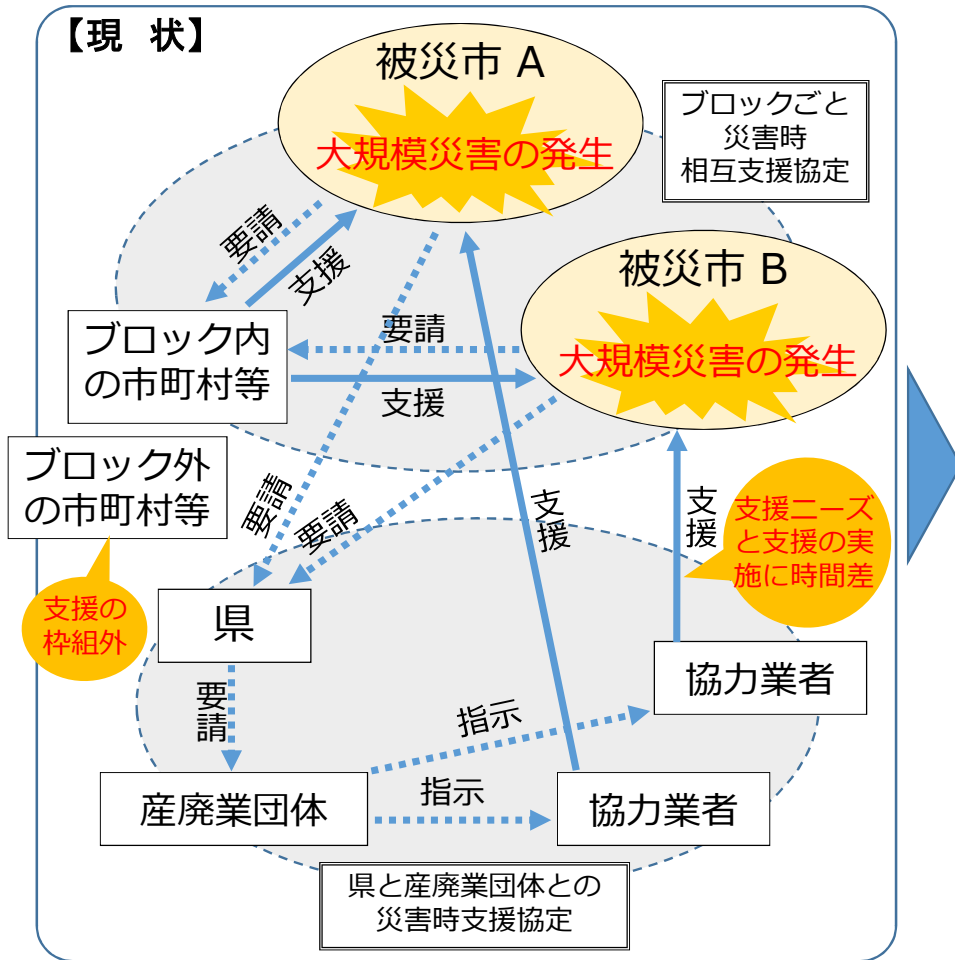 【現 状】
被災市 A
大規模災害の発生
ブロックごと
災害時
相互支援協定
要請
支援
被災市 B
大規模災害の発生
ブロック内
の市町村等
要請
支援
ブロック外
の市町村等
支援の
枠組外
要請
要請
支援
支援
支援ニーズ
と支援の実
施に時間差
県
要請
協力業者
指示
産廃業団体
指示
協力業者
県と産廃業団体との
災害時支援協定